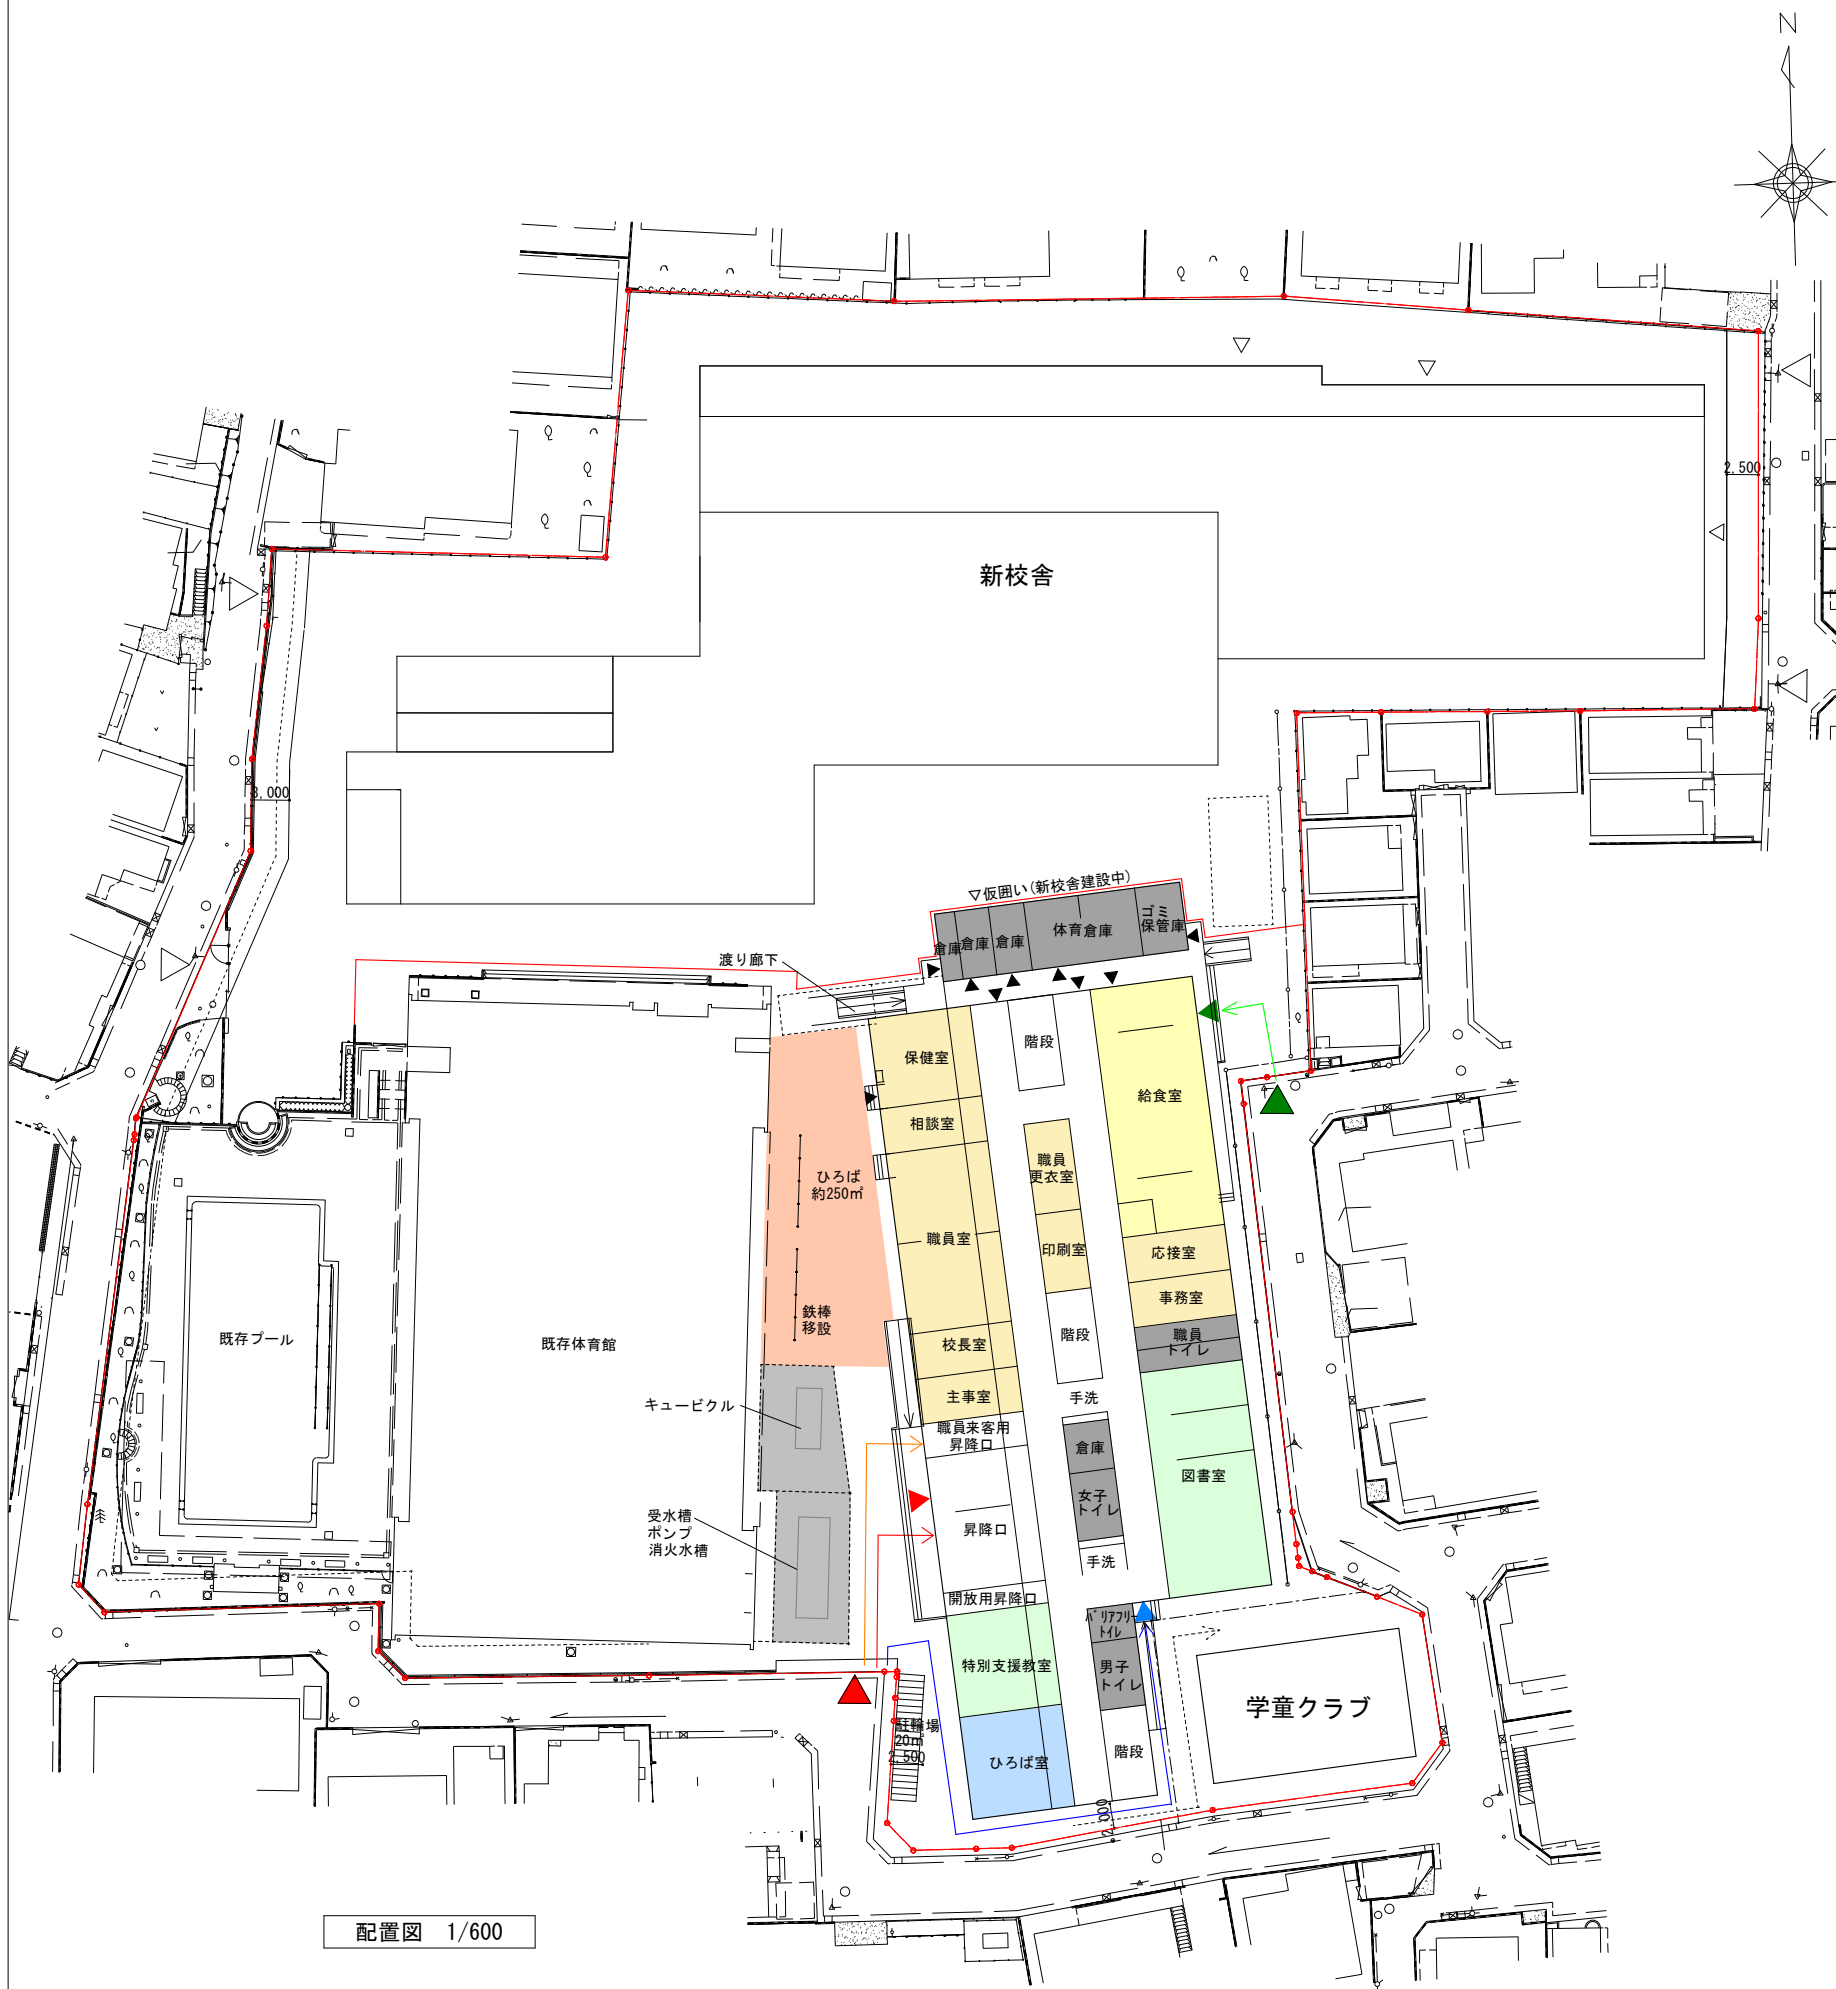 N
2,500
新校舎
3,000
▽仮囲い(新校舎建設中)
ゴミ
保管庫
体育倉庫
倉庫
倉庫
倉庫
渡り廊下
階段
保健室
給食室
相談室
職員
更衣室
ひろば
約250㎡
職員室
印刷室
応接室
事務室
鉄棒
移設
既存プール
既存体育館
校長室
階段
職員
トイレ
主事室
手洗
キュービクル
職員来客用
昇降口
倉庫
図書室
女子
トイレ
受水槽
ポンプ
消火水槽
昇降口
手洗
開放用昇降口
バリアフリー
トイレ
特別支援教室
男子
トイレ
学童クラブ
駐輪場
20㎡
2,500
ひろば室
階段
2,000
配置図 1/600